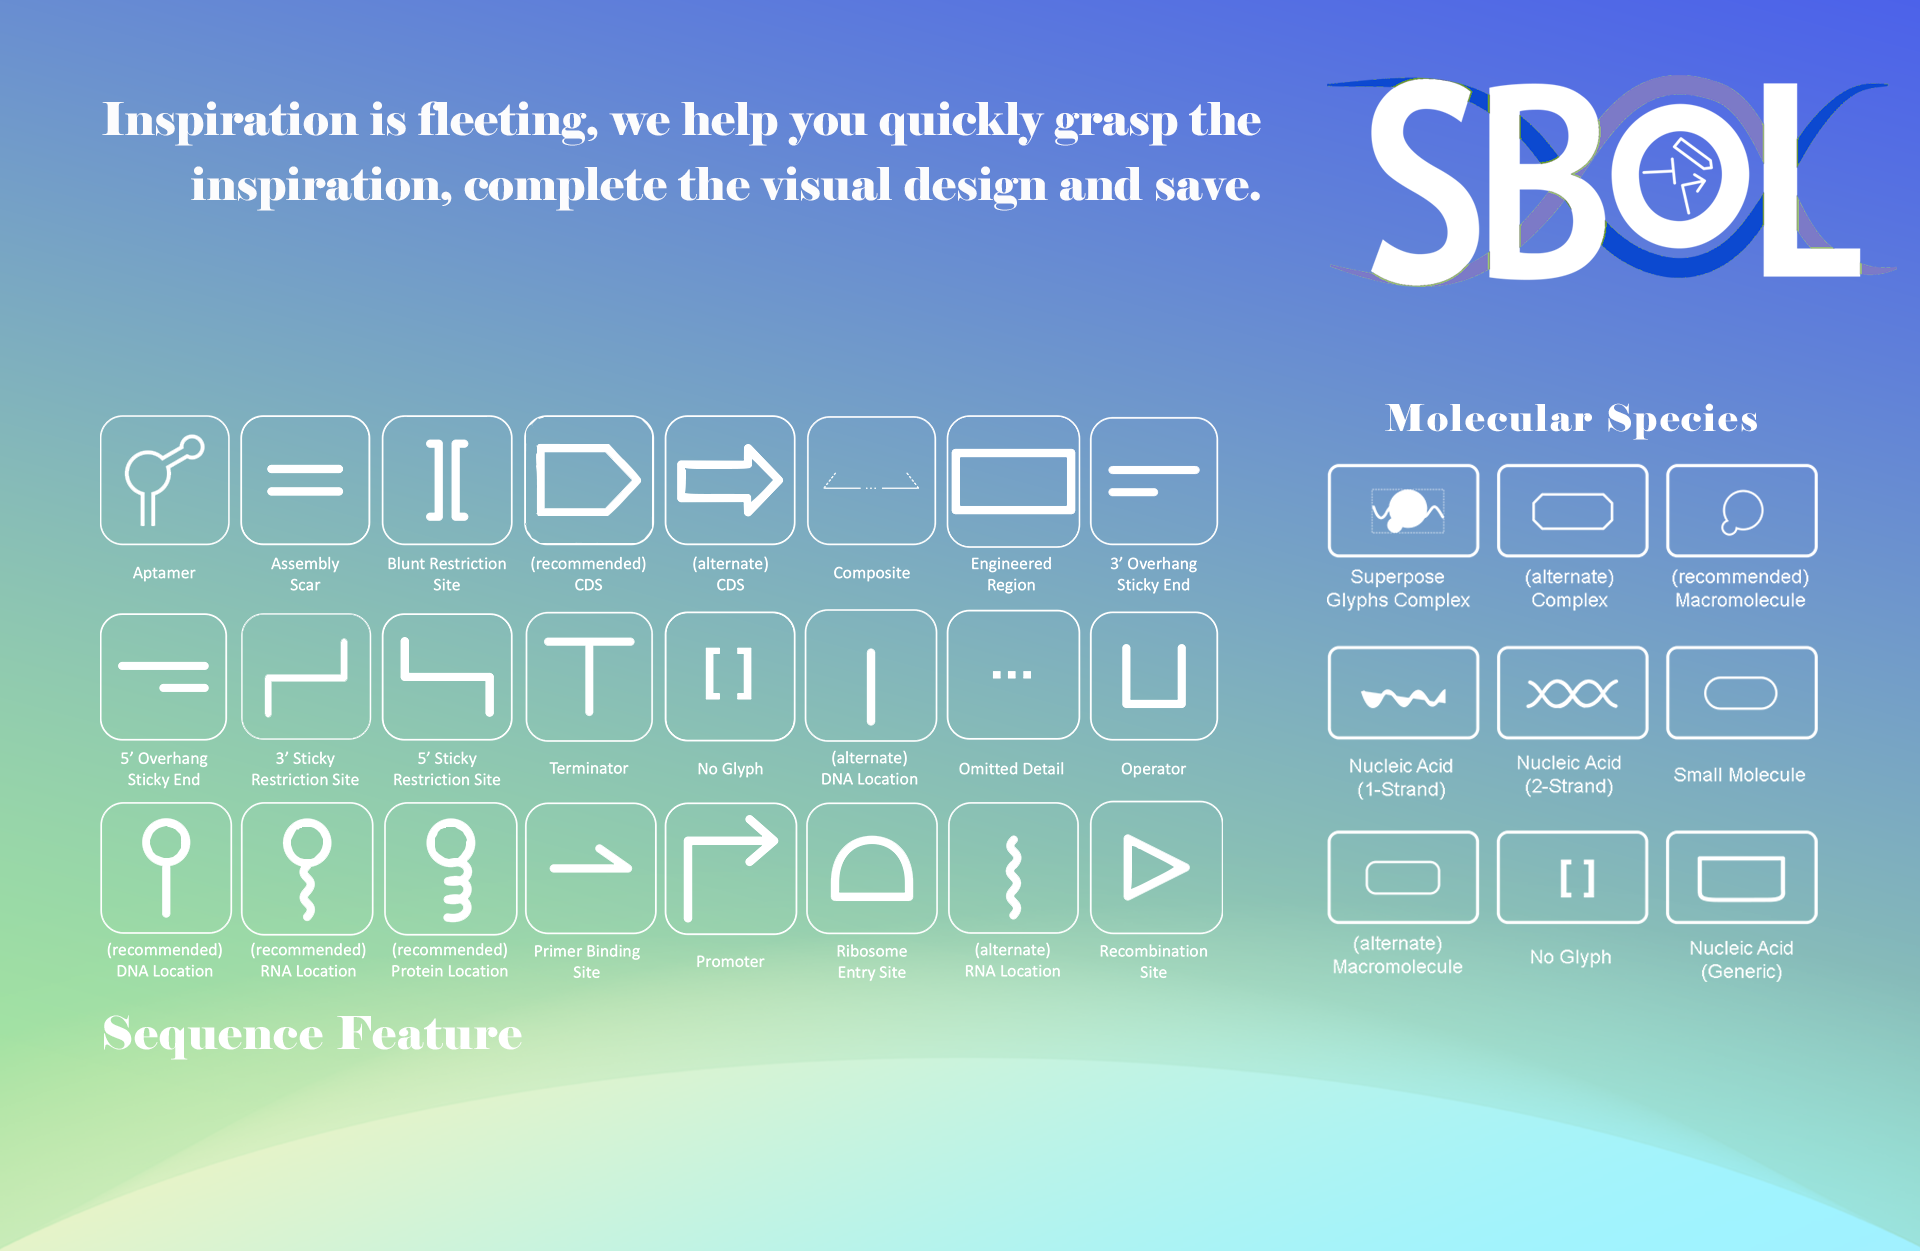 Inspiration is fleeting, we help you quickly grasp the
inspiration, complete the visual design and save.
SBOL
Aptamer
Assembly
Scar
Blunt Restriction
Site
(recommended)
CDS
(alternate)
CDS
Composite
Engineered
Region
3’ Overhang
Sticky End
5’ Overhang
Sticky End
3’ Sticky
Restriction Site
5’ Sticky
Restriction Site
Terminator
No Glyph
(alternate)
DNA Location
Omitted Detail
Operator
(recommended)
DNA Location
(recommended)
RNA Location
(recommended)
Protein Location
Primer Binding
Site
Promoter
Ribosome
Entry Site
(alternate)
RNA Location
Recombination
Site
Sequence Feature
Molecular Species
Superpose
Glyphs Complex
(alternate)
Complex
(recommended)
Macromolecule
Nucleic Acid
(1-Strand)
Nucleic Acid
(2-Strand)
Small Molecule
(alternate)
Macromolecule
No Glyph
Nucleic Acid
(Generic)